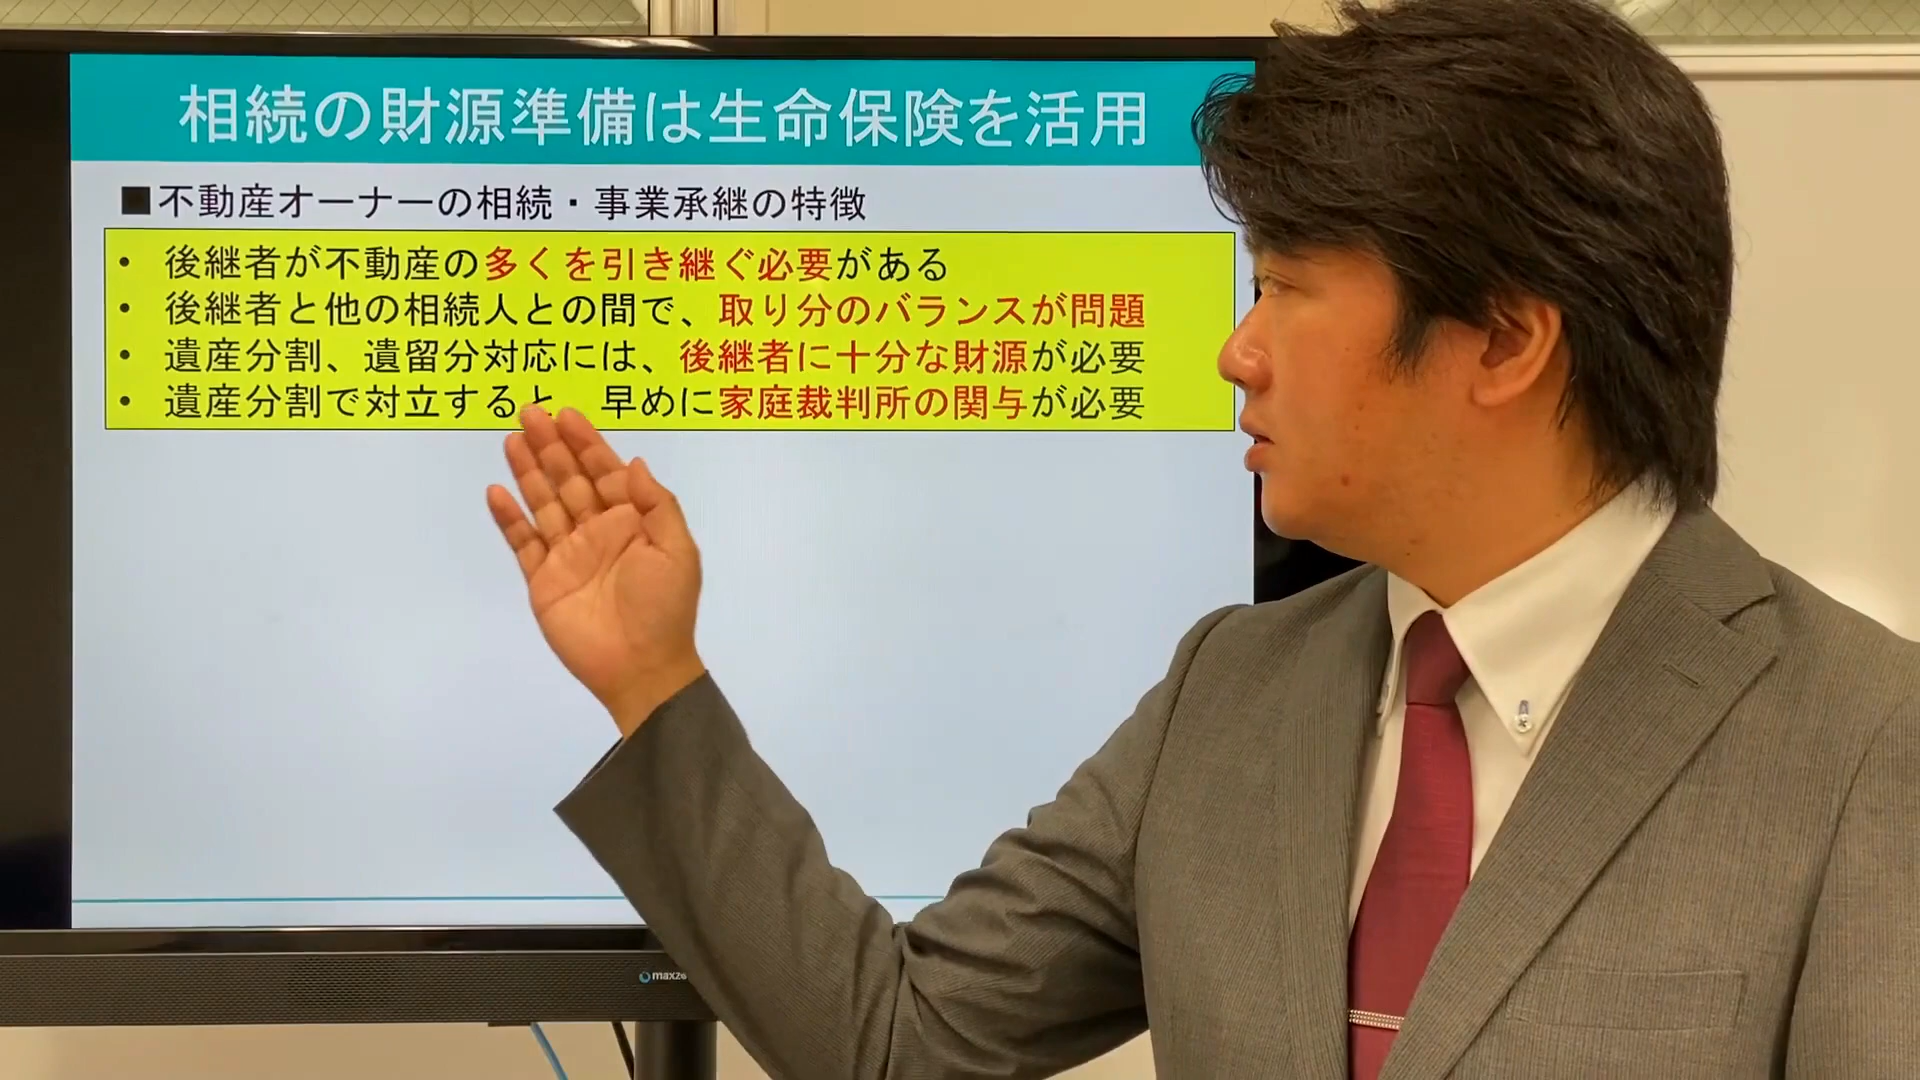 相続の財源準備は生命保険を活用
■不動産オーナーの相続・事業承継の特徴
• 後継者が不動産の多くを引き継ぐ必要がある
• 後継者と他の相続人との間で、取り分のバランスが問題
• 遺産分割、遺留分対応には、後継者に十分な財源が必要
• 遺産分割で対立すると、早めに家庭裁判所の関与が必要